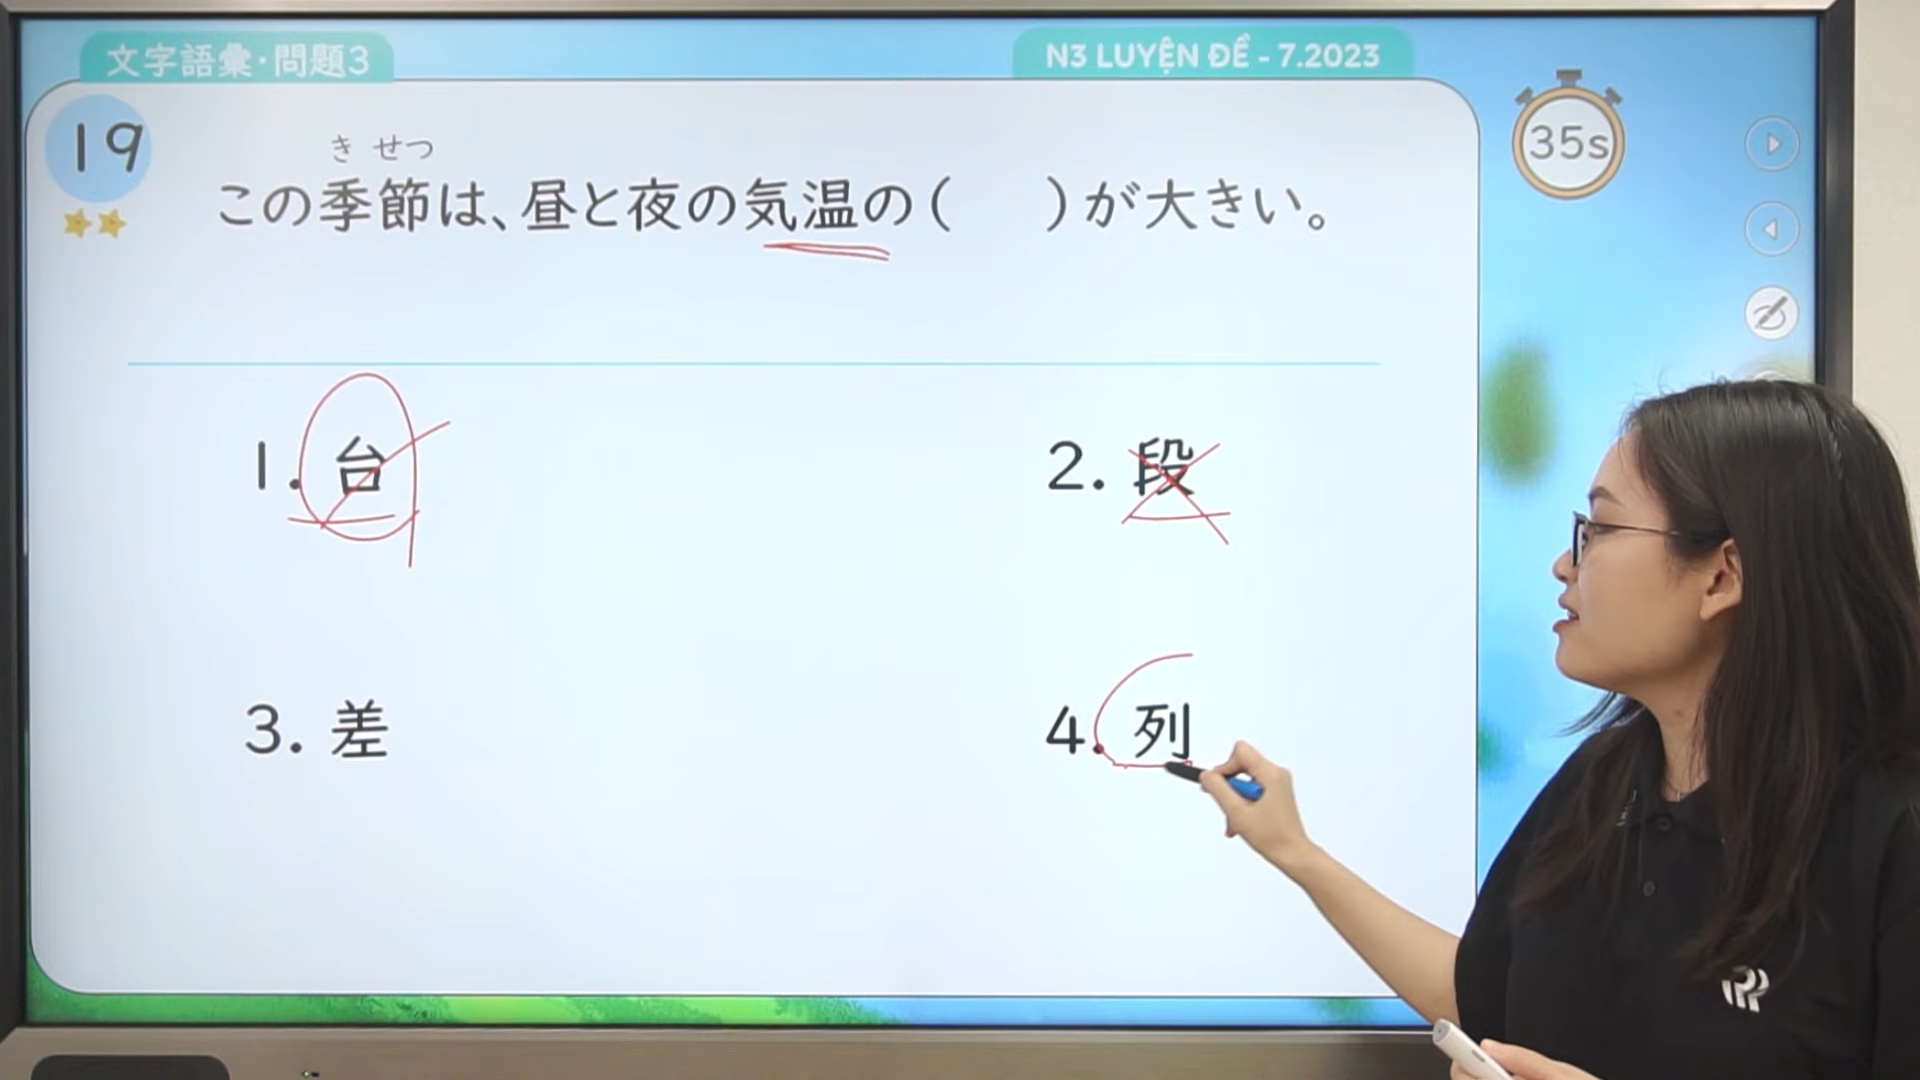 文字語彙・問題3
N3 LUYỆN ĐỀ - 7.2023
19
35s
きせつ
この季節は、昼と夜の気温の( )が大きい。
1. 台
2. 段
3. 差
4. 列